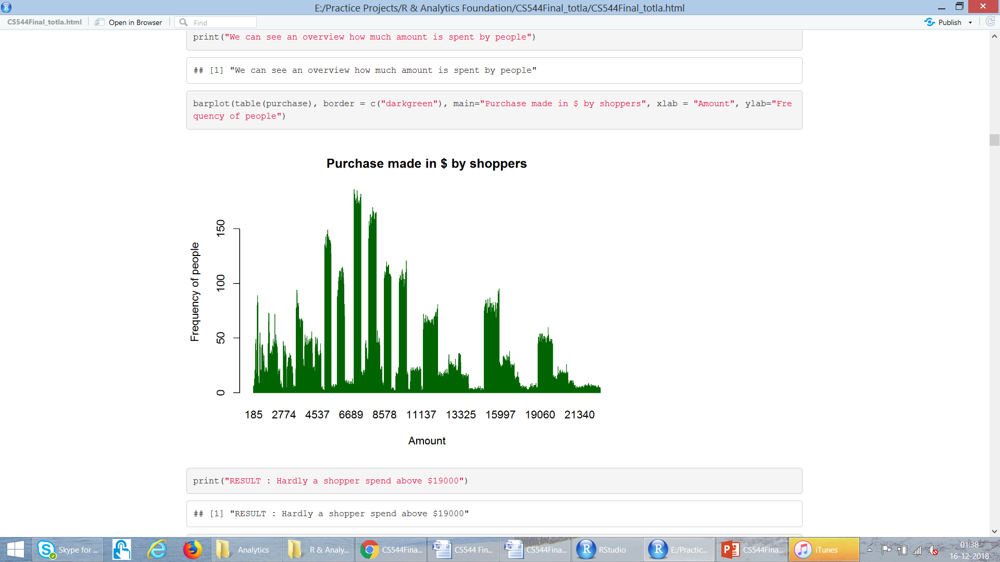 E:/Practice Projects/R & Analytics Foundation/CS544Final_totla/CS544Final_totla.html
CS544Final_totla.html
Open in Browser
Find
Publish
print("We can see an overview how much amount is spent by people")
## [1] "We can see an overview how much amount is spent by people"
barplot(table(purchase), border = c("darkgreen"), main="Purchase made in $ by shoppers", xlab = "Amount", ylab="Fre
quency of people")
Purchase made in $ by shoppers
Frequency of people
150
100
50
0
185 2774 4537 6689 8578 11137 13325 15997 19060 21340
Amount
print("RESULT : Hardly a shopper spend above $19000")
## [1] "RESULT : Hardly a shopper spend above $19000"
Skype for ...
Analytics
R & Analy...
CS544Fina...
CS544 Fin...
CS544Fina...
RStudio
E:/Practic...
CS544Fina...
iTunes
01:38
16-12-2018